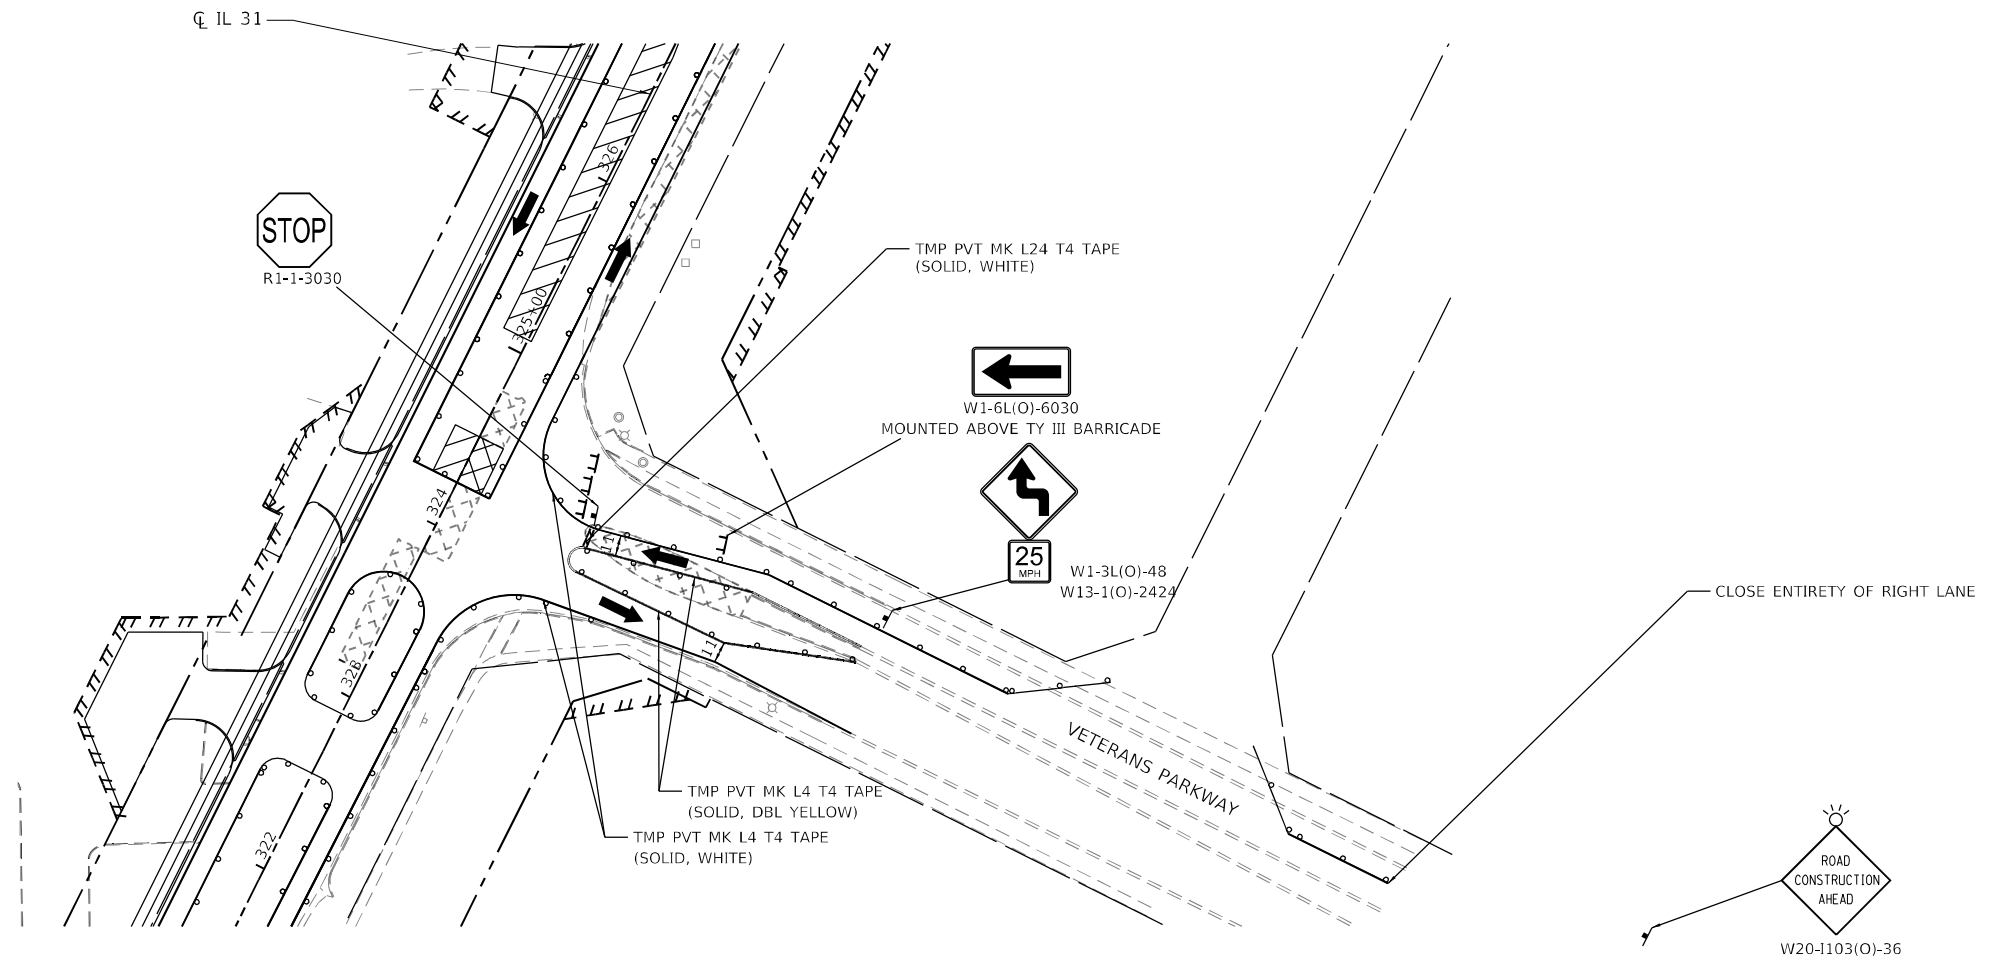 ℄ IL 31
326
STOP
R1-1-3030
TMP PVT MK L24 T4 TAPE
(SOLID, WHITE)
325+00
W1-6L(O)-6030
MOUNTED ABOVE TY III BARRICADE
324
11'
25
MPH
W1-3L(O)-48
W13-1(O)-2424
CLOSE ENTIRETY OF RIGHT LANE
11'
323
VETERANS PARKWAY
TMP PVT MK L4 T4 TAPE
(SOLID, DBL YELLOW)
TMP PVT MK L4 T4 TAPE
(SOLID, WHITE)
322
ROAD
CONSTRUCTION
AHEAD
W20-I103(O)-36